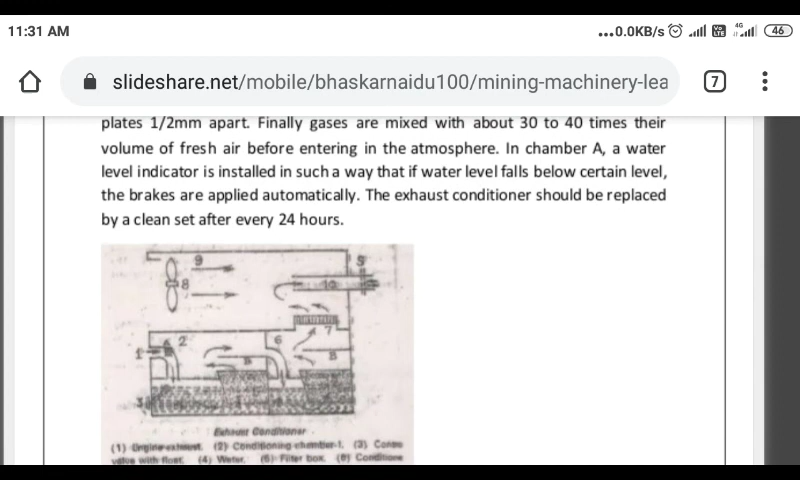 11:31 AM
...0.0KB/s 4G 46
slideshare.net/mobile/bhaskarnaidu100/mining-machinery-lea
7
plates 1/2mm apart. Finally gases are mixed with about 30 to 40 times their
volume of fresh air before entering in the atmosphere. In chamber A, a water
level indicator is installed in such a way that if water level falls below certain level,
the brakes are applied automatically. The exhaust conditioner should be replaced
by a clean set after every 24 hours.
9
8
10
7
2
6
1
B
B
3
Exhaust Conditioner
(1) Engine exhaust. (2) Conditioning chamber-1. (3)
valve with float. (4) Water. Filter box.